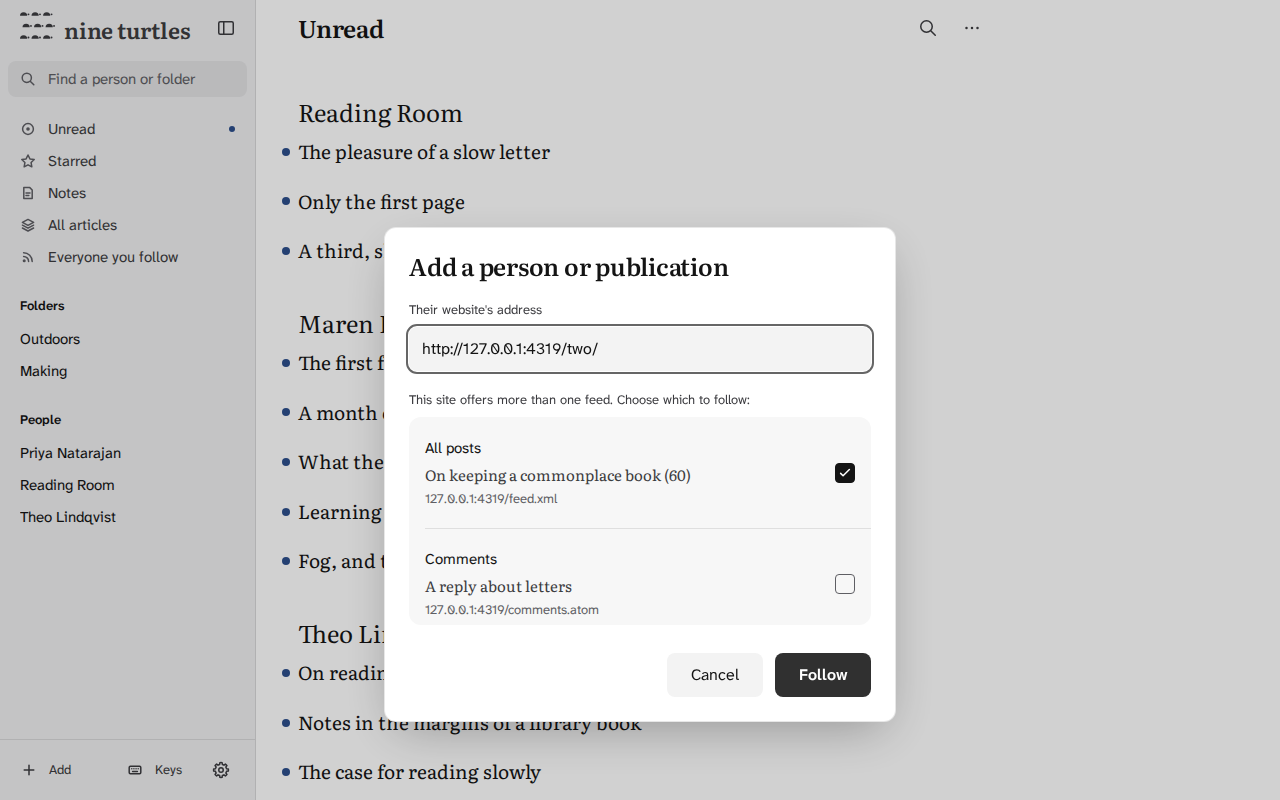 nine turtles
Find a person or folder
Unread
Starred
Notes
All articles
Everyone you follow
Folders
Outdoors
Making
People
Priya Natarajan
Reading Room
Theo Lindqvist
Add
Keys
Unread
Reading Room
The pleasure of a slow letter
Only the first page
A third, s
Maren
The first f
A month
What the
Learning
Fog, and t
Theo Li
On readin
Notes in the margins of a library book
The case for reading slowly
Add a person or publication
Their website's address
http://127.0.0.1:4319/two/
This site offers more than one feed. Choose which to follow:
All posts
On keeping a commonplace book (60)
127.0.0.1:4319/feed.xml
Comments
A reply about letters
127.0.0.1:4319/comments.atom
Cancel
Follow